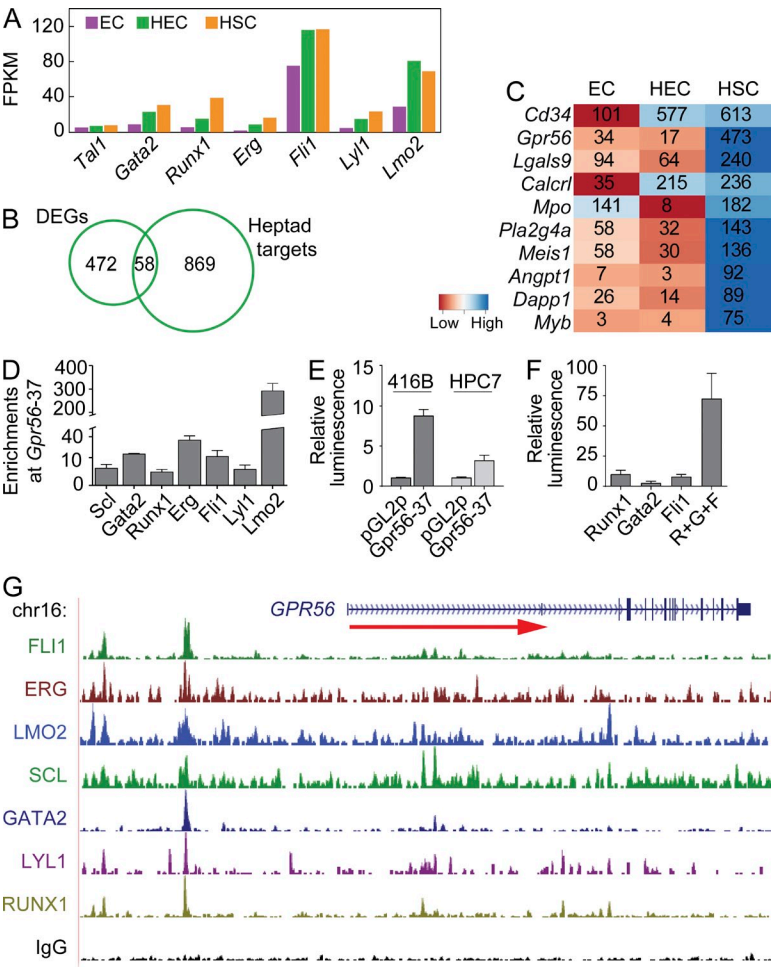 A
EC HEC HSC
FPKM
120
80
40
0
Tal1 Gata2 Runx1 Erg Fli1 Lyl1 Lmo2
B
DEGs
Heptad targets
472 58 869
C
EC HEC HSC
Cd34 101 577 613
Gpr56 34 17 473
Lgals9 94 64 240
Calcrl 35 215 236
Mpo 141 8 182
Pla2g4a 58 32 143
Meis1 58 30 136
Angpt1 7 3 92
Dapp1 26 14 89
Myb 3 4 75
Low High
D
Enrichments
at Gpr56-37
400
300
200
40
10
0
Scl Gata2 Runx1 Erg Fli1 Lyl1 Lmo2
E
Relative
luminescence
15
10
5
0
416B HPC7
pGL2p Gpr56-37 pGL2p Gpr56-37
F
Relative
luminescence
100
75
50
25
0
Runx1 Gata2 Fli1 R+G+F
G
chr16:
GPR56
FLI1
ERG
LMO2
SCL
GATA2
LYL1
RUNX1
IgG